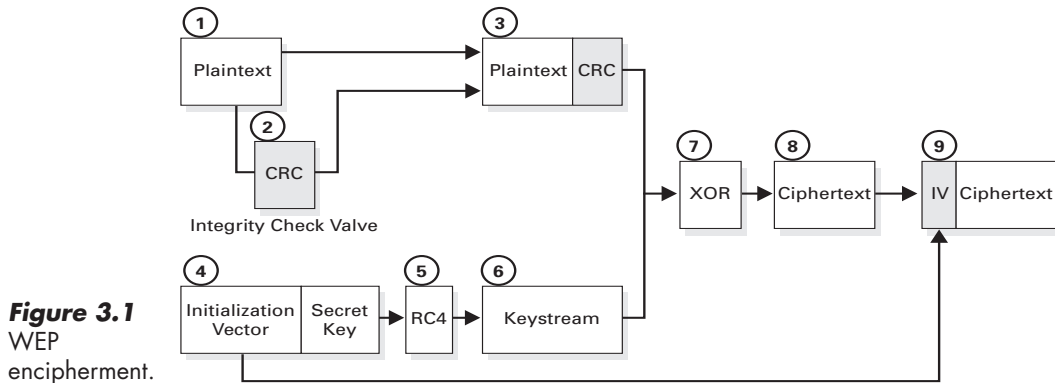 1
3
Plaintext
Plaintext CRC
2
CRC
Integrity Check Valve
7
8
9
XOR
Ciphertext
IV Ciphertext
4
5
6
Initialization
Vector
Secret
Key
RC4
Keystream
Figure 3.1
WEP
encipherment.